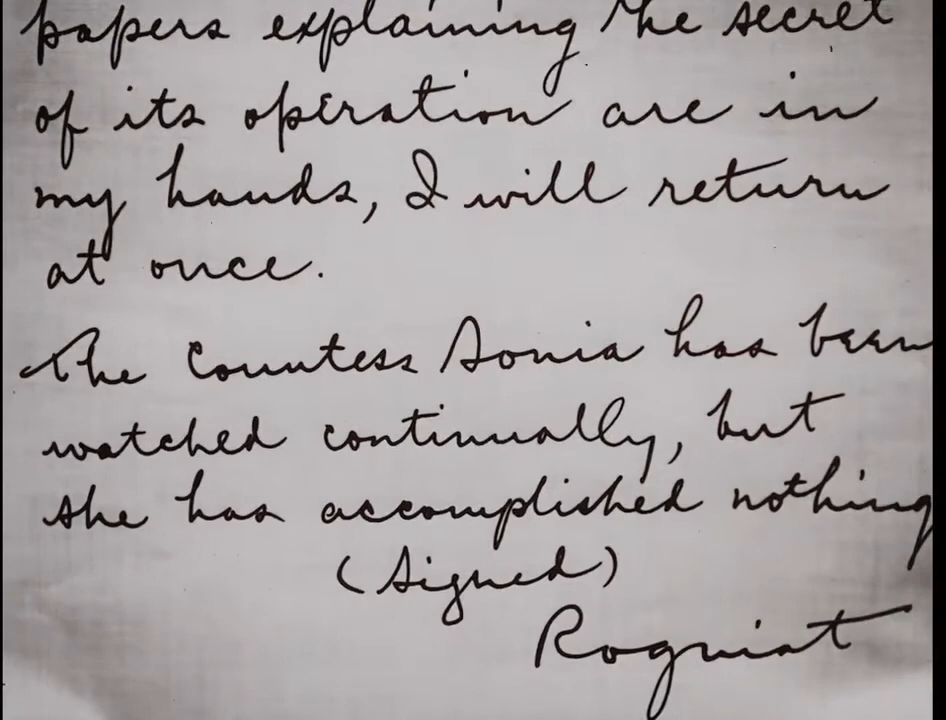 papers explaining the secret
of its operation are in
my hands, I will return
at once.
The Countess Sonia has been
watched continually, but
she has accomplished nothing
(Signed)
Roguiat